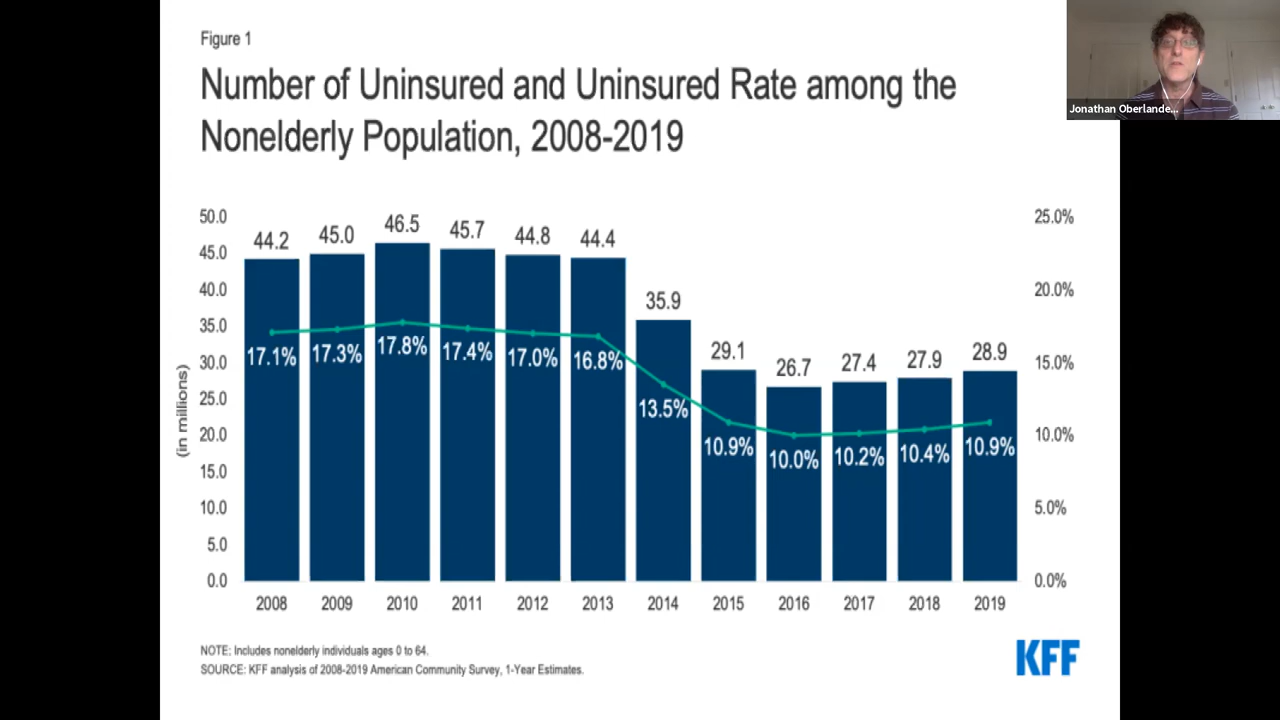 Figure 1
Number of Uninsured and Uninsured Rate among the
Nonelderly Population, 2008-2019
Jonathan Oberlande...
50.0
45.0
40.0
35.0
30.0
25.0
20.0
15.0
10.0
5.0
0.0
(in millions)
44.2 45.0 46.5 45.7 44.8 44.4 35.9 29.1 26.7 27.4 27.9 28.9
17.1% 17.3% 17.8% 17.4% 17.0% 16.8% 13.5% 10.9% 10.0% 10.2% 10.4% 10.9%
25.0%
20.0%
15.0%
10.0%
5.0%
0.0%
2008 2009 2010 2011 2012 2013 2014 2015 2016 2017 2018 2019
NOTE: Includes nonelderly individuals ages 0 to 64.
SOURCE: KFF analysis of 2008-2019 American Community Survey, 1-Year Estimates.
KFF